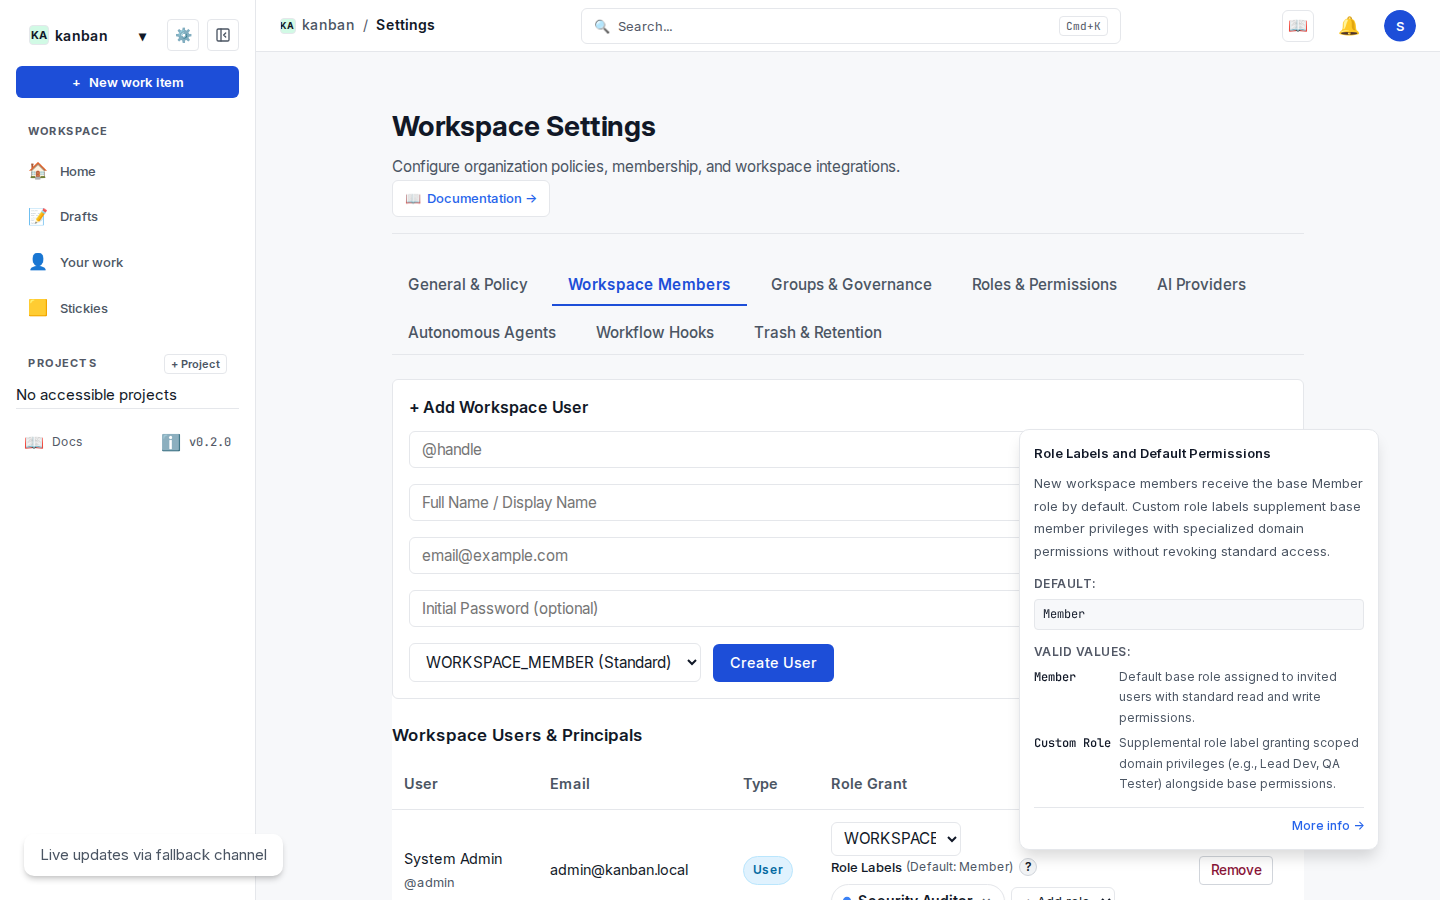 KA kanban ▾
+ New work item
WORKSPACE
Home
Drafts
Your work
Stickies
PROJECTS
+ Project
No accessible projects
Docs
v0.2.0
KA kanban / Settings
Search...
Cmd+K
S
Workspace Settings
Configure organization policies, membership, and workspace integrations.
Documentation →
General & Policy
Workspace Members
Groups & Governance
Roles & Permissions
AI Providers
Autonomous Agents
Workflow Hooks
Trash & Retention
+ Add Workspace User
@handle
Full Name / Display Name
email@example.com
Initial Password (optional)
WORKSPACE_MEMBER (Standard)
Create User
Workspace Users & Principals
User
Email
Type
Role Grant
System Admin
@admin
admin@kanban.local
User
WORKSPACE
Role Labels (Default: Member) ?
Security Auditor
+ Add role
Remove
Role Labels and Default Permissions
New workspace members receive the base Member
role by default. Custom role labels supplement base
member privileges with specialized domain
permissions without revoking standard access.
DEFAULT:
Member
VALID VALUES:
Member Default base role assigned to invited
users with standard read and write
permissions.
Custom Role Supplemental role label granting scoped
domain privileges (e.g., Lead Dev, QA
Tester) alongside base permissions.
More info →
Live updates via fallback channel